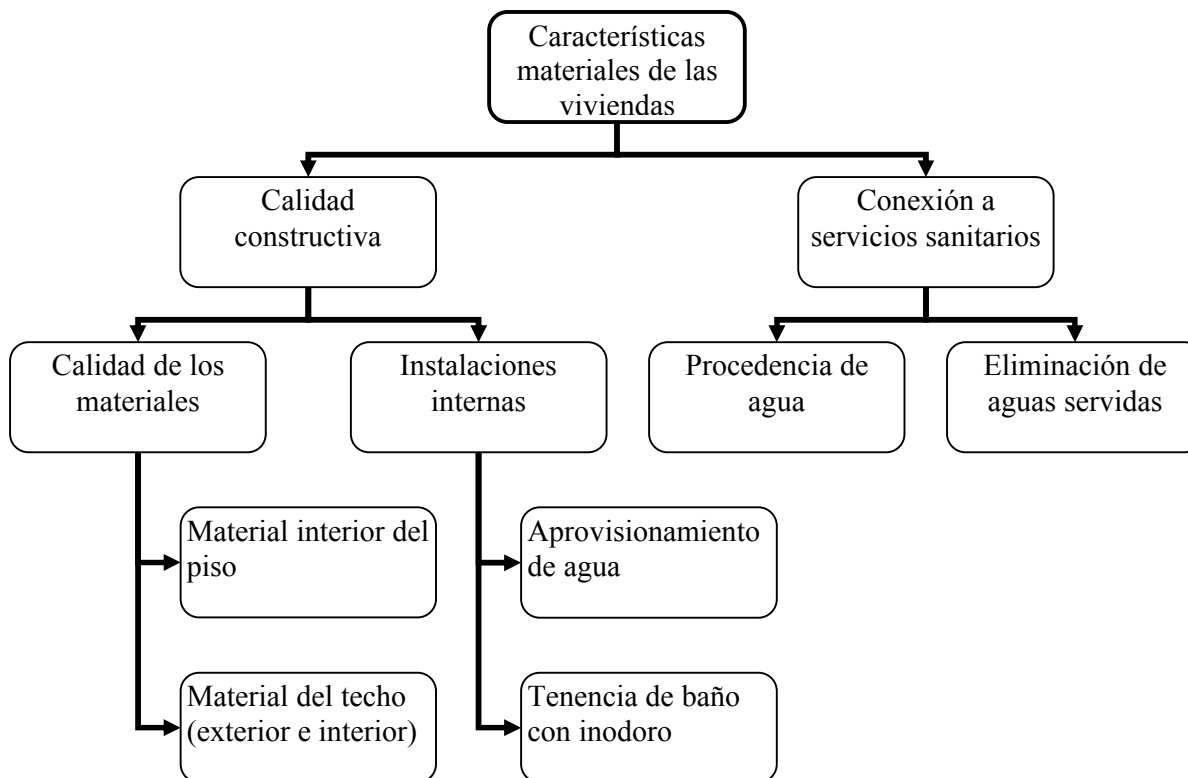 Características
materiales de las
viviendas
Calidad
constructiva
Conexión a
servicios sanitarios
Calidad de los
materiales
Instalaciones
internas
Procedencia de
agua
Eliminación de
aguas servidas
Material interior del
piso
Aprovisionamiento
de agua
Material del techo
(exterior e interior)
Tenencia de baño
con inodoro